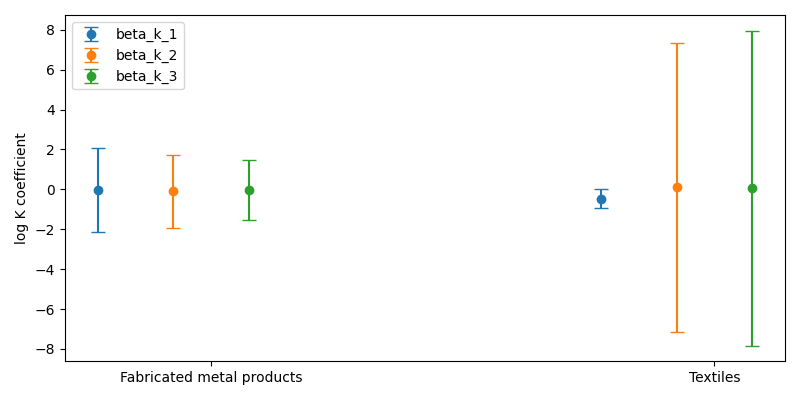 beta_k_1
beta_k_2
beta_k_3
log K coefficient
8
6
4
2
0
−2
−4
−6
−8
Fabricated metal products
Textiles